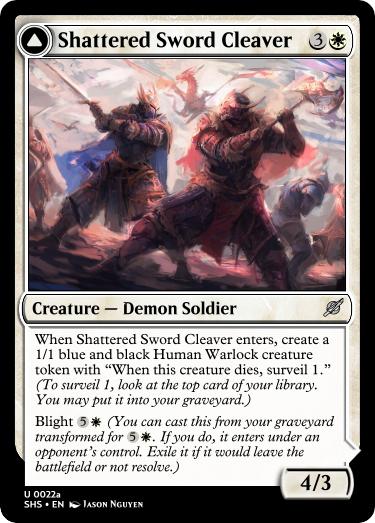 Shattered Sword Cleaver 3
Creature — Demon Soldier
When Shattered Sword Cleaver enters, create a
1/1 blue and black Human Warlock creature
token with “When this creature dies, surveil 1.”
(To surveil 1, look at the top card of your library.
You may put it into your graveyard.)
Blight 5 (You can cast this from your graveyard
transformed for 5. If you do, it enters under an
opponent's control. Exile it if it would leave the
battlefield or not resolve.)
4/3
U 0022a
SHS • EN Jason Nguyen